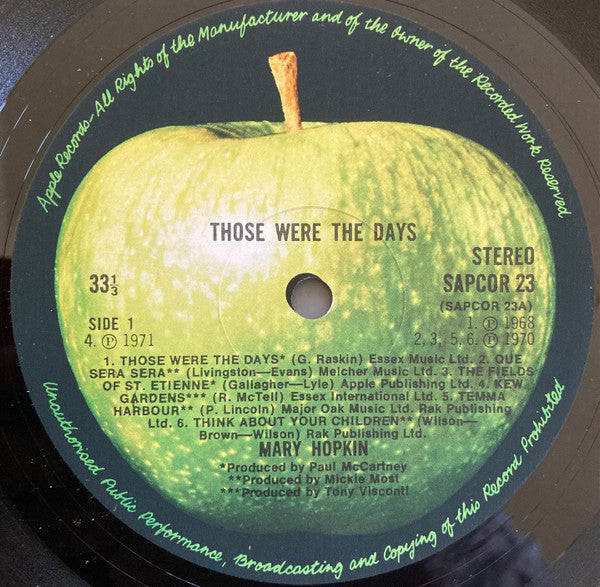 Apple Records–All Rights of the Manufacturer and of the Owner of the Recorded Work Reserved
THOSE WERE THE DAYS
STEREO
33⅓
SAPCOR 23
(SAPCOR 23A)
SIDE 1
1. ℗ 1968
4. ℗ 1971
2, 3, 5, 6. ℗ 1970
1. THOSE WERE THE DAYS* (G. Raskin) Essex Music Ltd. 2. QUE
SERA SERA** (Livingston—Evans) Melcher Music Ltd. 3. THE FIELDS
OF ST. ETIENNE* (Gallagher—Lyle) Apple Publishing Ltd. 4. KEW
GARDENS*** (R. McTell) Essex International Ltd. 5. TEMMA
HARBOUR** (P. Lincoln) Major Oak Music Ltd. Rak Publishing
Ltd. 6. THINK ABOUT YOUR CHILDREN** (Wilson—
Brown—Wilson) Rak Publishing Ltd.
MARY HOPKIN
*Produced by Paul McCartney
**Produced by Mickie Most
***Produced by Tony Visconti
Unauthorised Public Performance, Broadcasting and Copying of this Record Prohibited